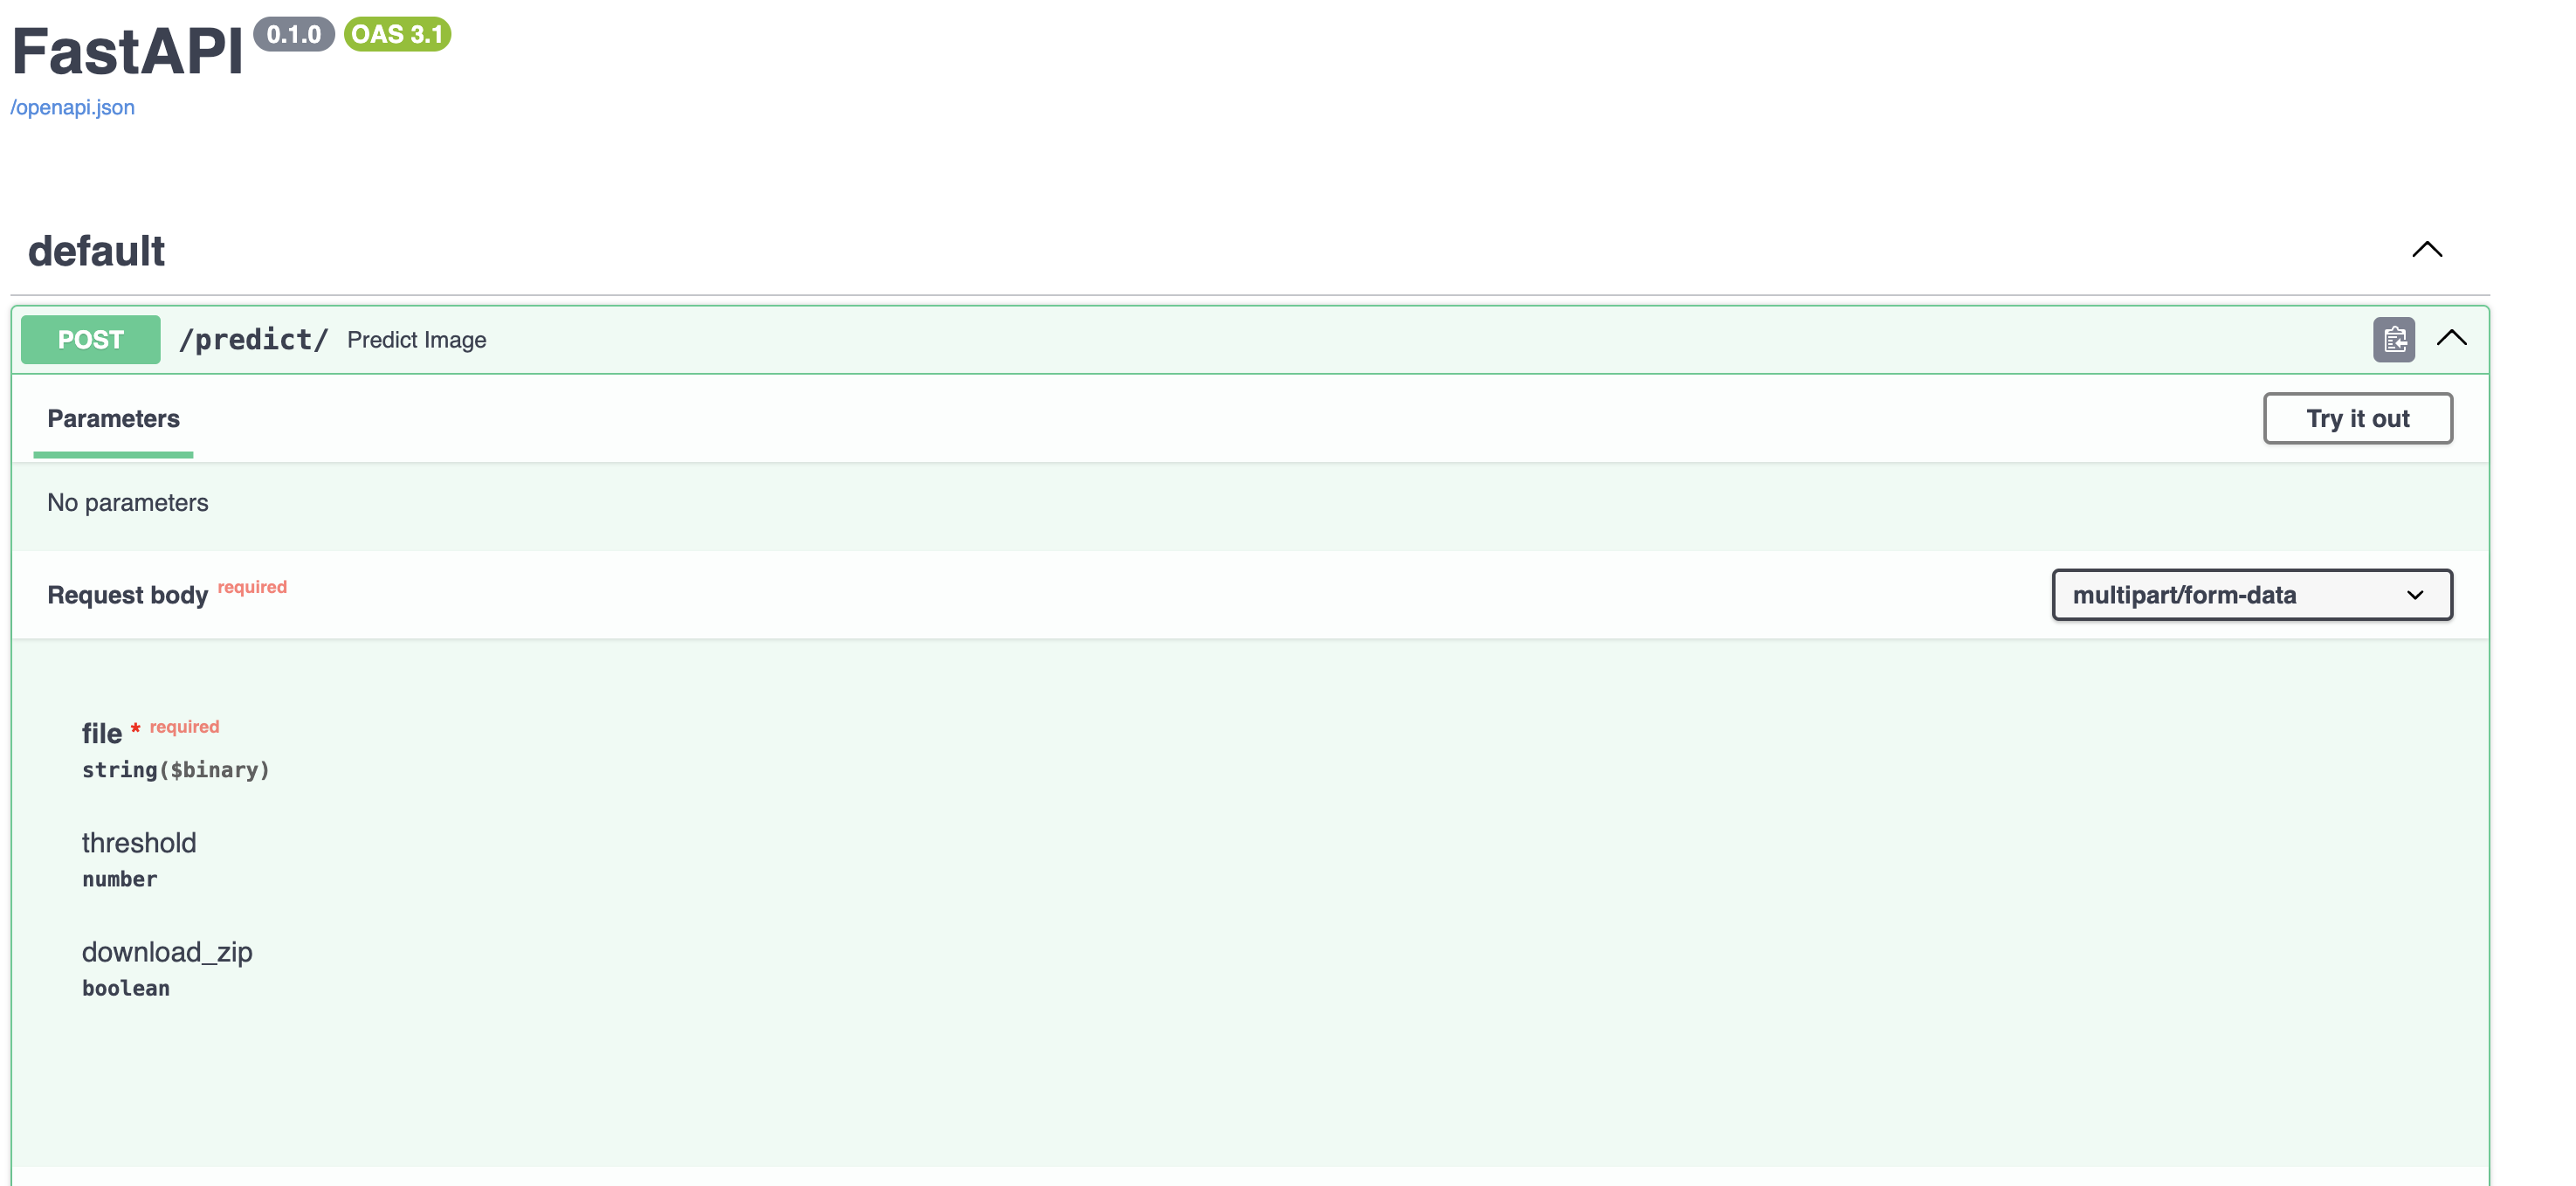 FastAPI 0.1.0 OAS 3.1
/openapi.json
default
POST /predict/ Predict Image
Parameters Try it out
No parameters
Request body required multipart/form-data
file * required
string($binary)
threshold
number
download_zip
boolean